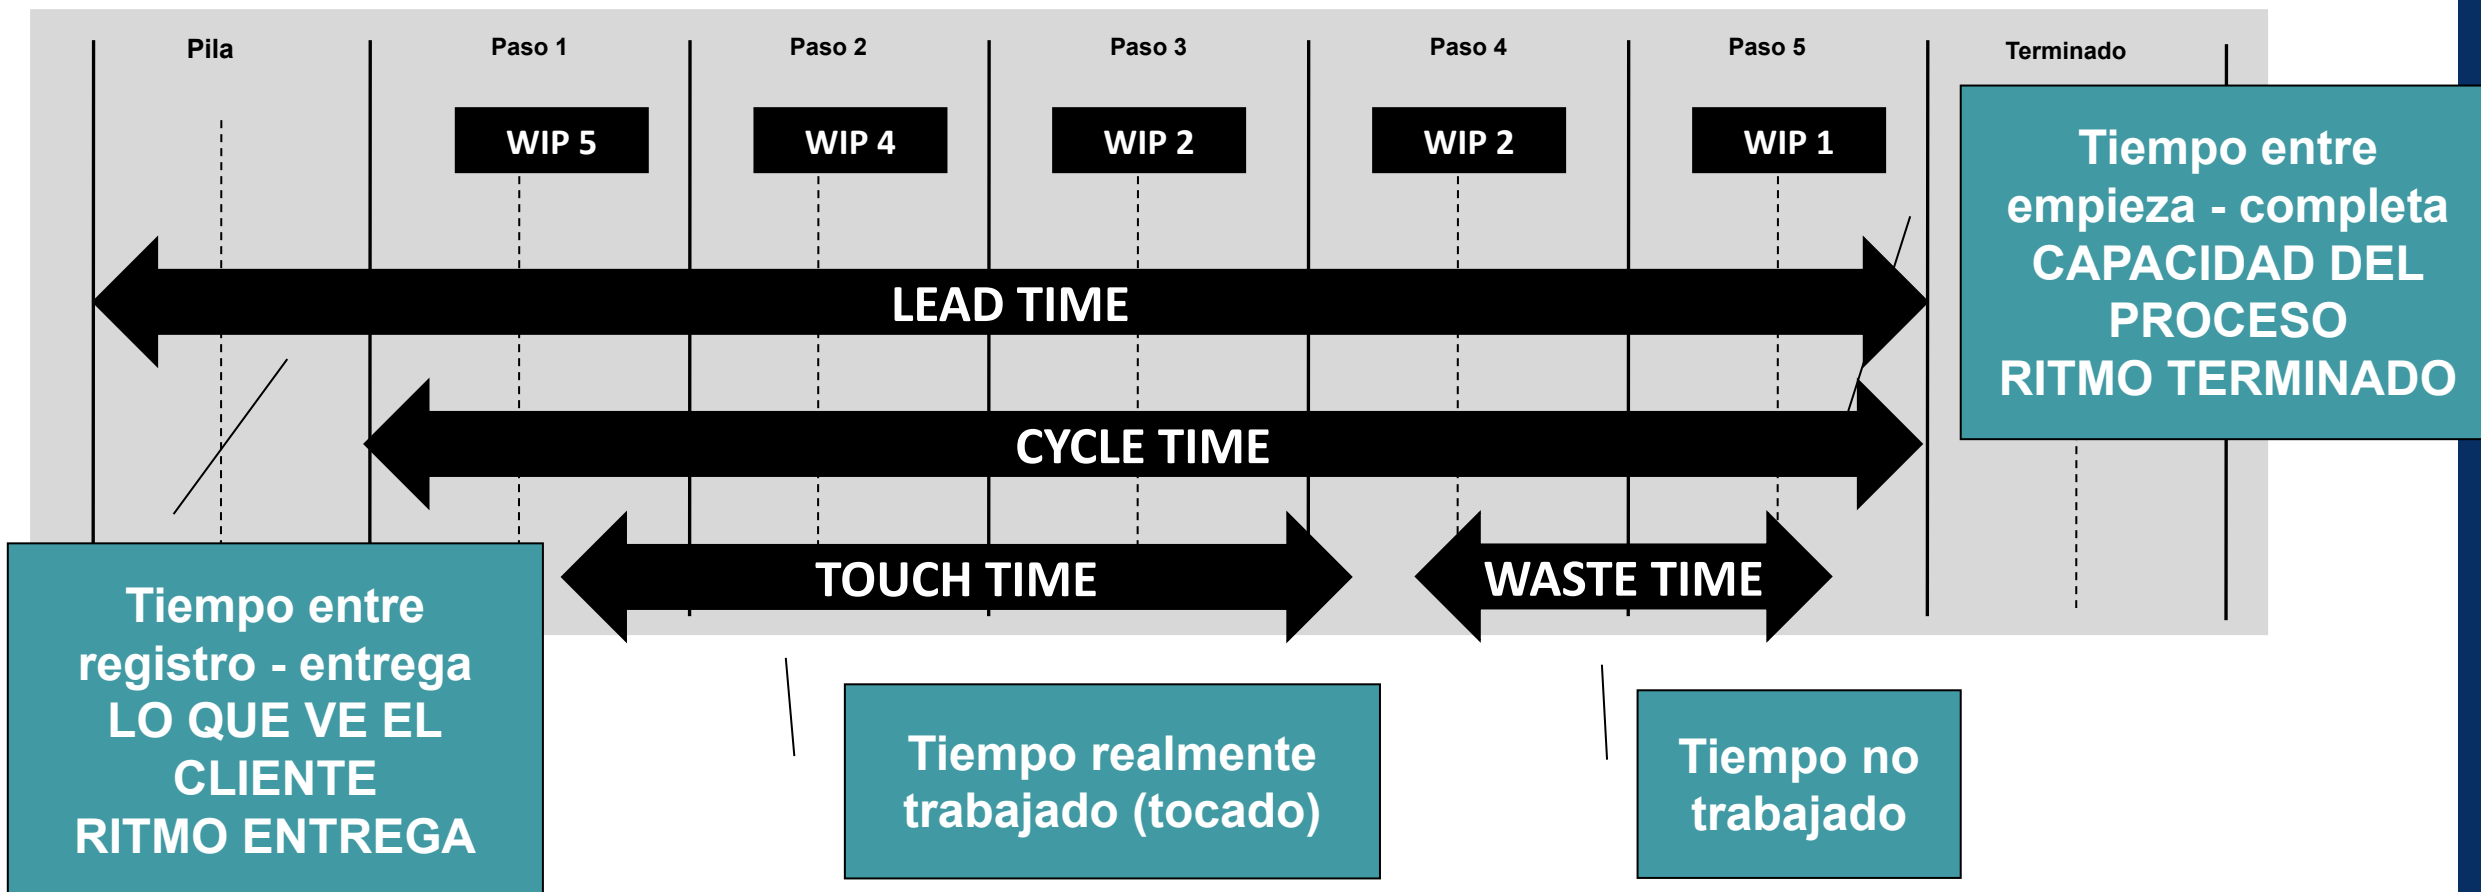 Pila
Paso 1
Paso 2
Paso 3
Paso 4
Paso 5
Terminado
WIP 5
WIP 4
WIP 2
WIP 2
WIP 1
Tiempo entre
empieza - completa
CAPACIDAD DEL
PROCESO
RITMO TERMINADO
LEAD TIME
CYCLE TIME
TOUCH TIME
WASTE TIME
Tiempo entre
registro - entrega
LO QUE VE EL
CLIENTE
RITMO ENTREGA
Tiempo realmente
trabajado (tocado)
Tiempo no
trabajado